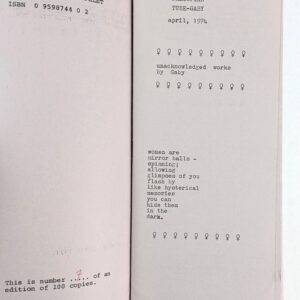 ISBN 0 9598744 0 2
This is number ..7.. of an
edition of 100 copies.
TUSE-GABY
april, 1974
♀ ♀ ♀ ♀ ♀ ♀ ♀ ♀ ♀
unacknowledged works
by Gaby
♀ ♀ ♀ ♀ ♀ ♀ ♀ ♀ ♀
women are
mirror balls -
spinning;
allowing
glimpses of you
flash by
like hysterical
memories
you can
hide them
in the
dark.
♀ ♀ ♀ ♀ ♀ ♀ ♀ ♀ ♀